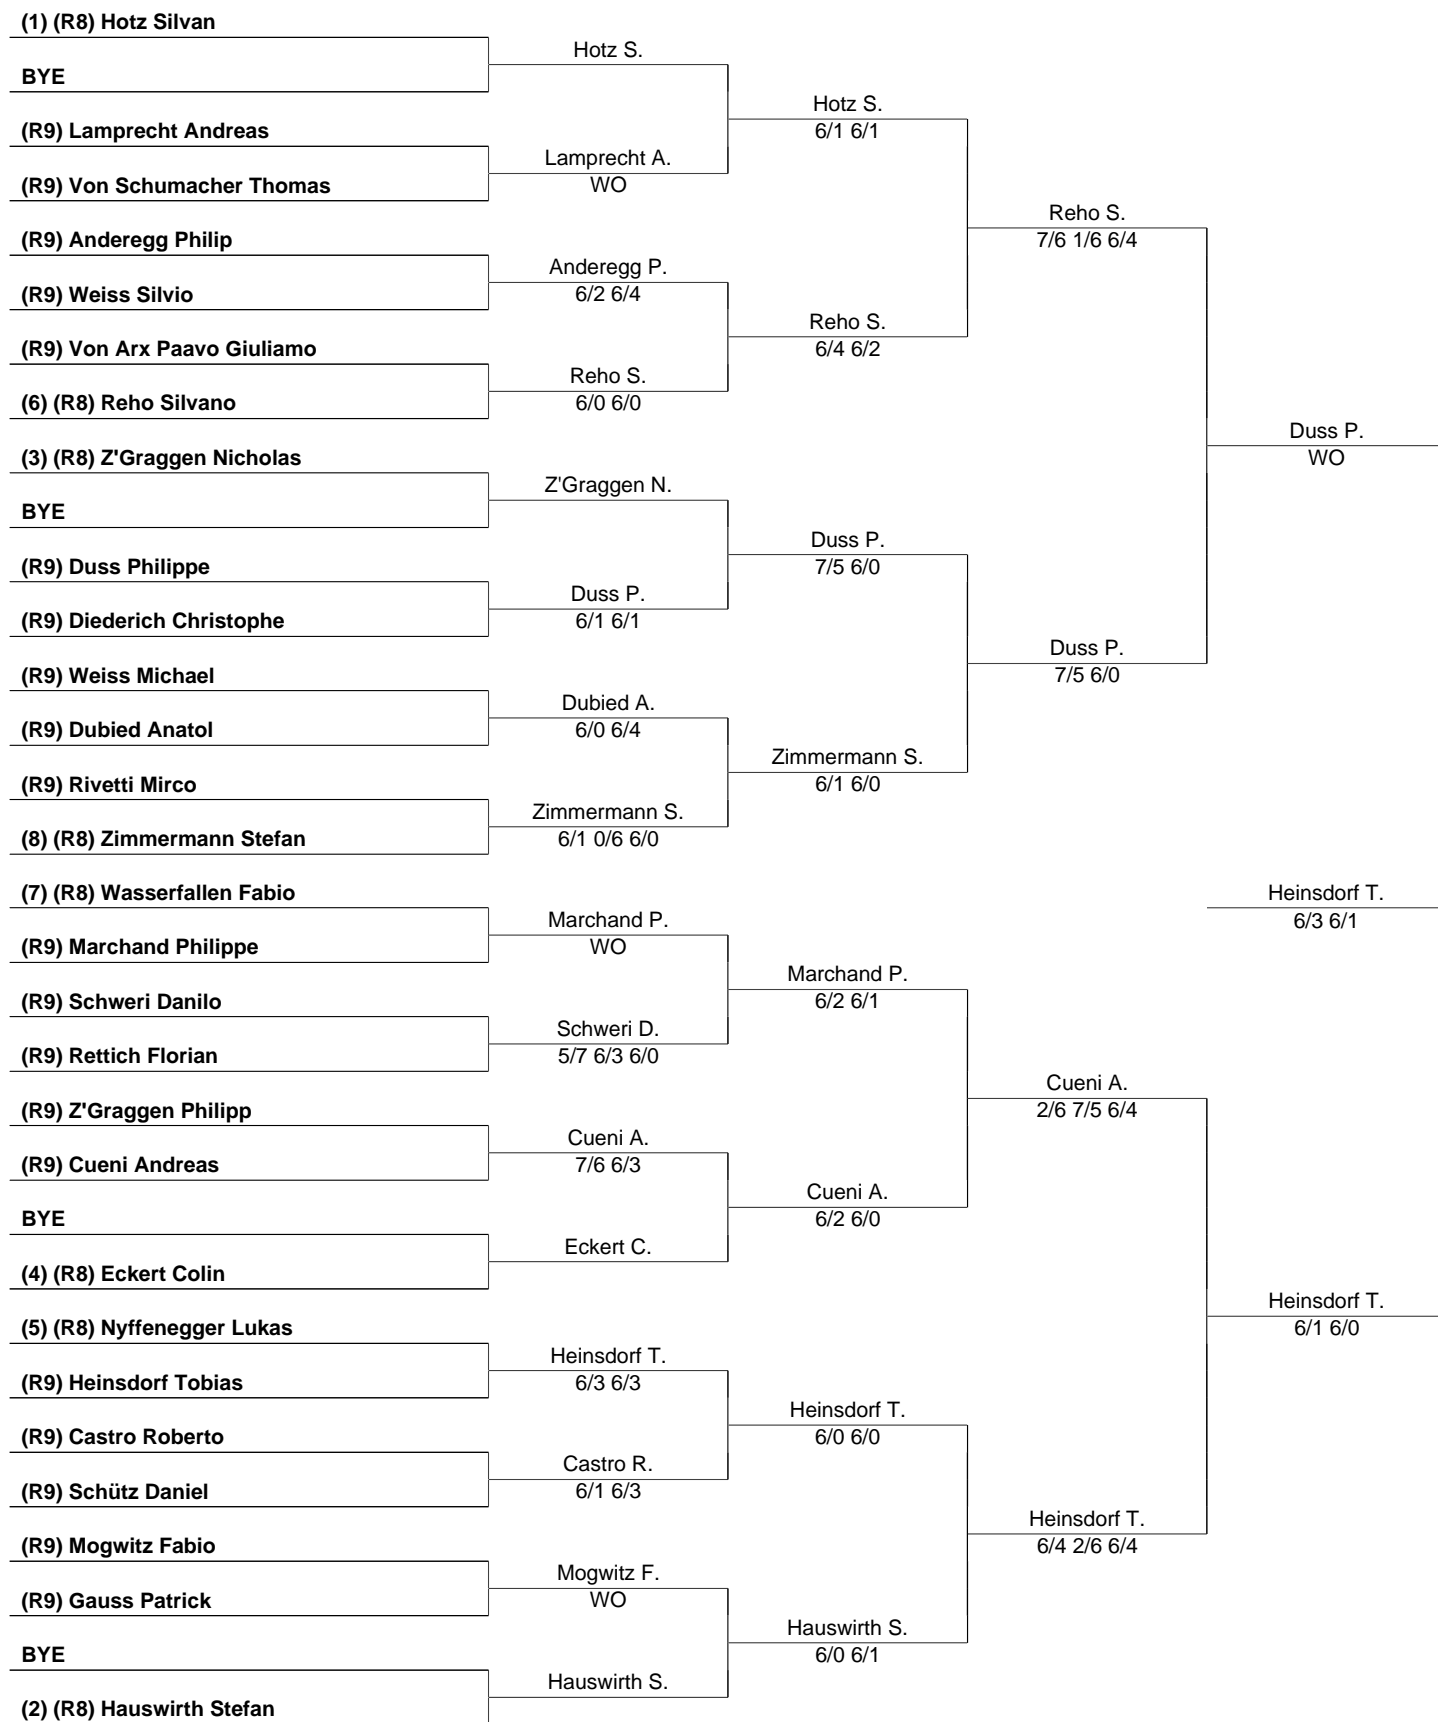 (1) (R8) Hotz Silvan
BYE
(R9) Lamprecht Andreas
(R9) Von Schumacher Thomas
(R9) Anderegg Philip
(R9) Weiss Silvio
(R9) Von Arx Paavo Giuliamo
(6) (R8) Reho Silvano
(3) (R8) Z'Graggen Nicholas
BYE
(R9) Duss Philippe
(R9) Diederich Christophe
(R9) Weiss Michael
(R9) Dubied Anatol
(R9) Rivetti Mirco
(8) (R8) Zimmermann Stefan
(7) (R8) Wasserfallen Fabio
(R9) Marchand Philippe
(R9) Schweri Danilo
(R9) Rettich Florian
(R9) Z'Graggen Philipp
(R9) Cueni Andreas
BYE
(4) (R8) Eckert Colin
(5) (R8) Nyffenegger Lukas
(R9) Heinsdorf Tobias
(R9) Castro Roberto
(R9) Schütz Daniel
(R9) Mogwitz Fabio
(R9) Gauss Patrick
BYE
(2) (R8) Hauswirth Stefan
Hotz S.
Lamprecht A.
WO
Anderegg P.
6/2 6/4
Reho S.
6/0 6/0
Z'Graggen N.
Duss P.
6/1 6/1
Dubied A.
6/0 6/4
Zimmermann S.
6/1 0/6 6/0
Marchand P.
WO
Schweri D.
5/7 6/3 6/0
Cueni A.
7/6 6/3
Eckert C.
Heinsdorf T.
6/3 6/3
Castro R.
6/1 6/3
Mogwitz F.
WO
Hauswirth S.
Hotz S.
6/1 6/1
Reho S.
6/4 6/2
Duss P.
7/5 6/0
Zimmermann S.
6/1 6/0
Marchand P.
6/2 6/1
Cueni A.
6/2 6/0
Heinsdorf T.
6/0 6/0
Hauswirth S.
6/0 6/1
Reho S.
7/6 1/6 6/4
Duss P.
7/5 6/0
Cueni A.
2/6 7/5 6/4
Heinsdorf T.
6/4 2/6 6/4
Duss P.
WO
Heinsdorf T.
6/3 6/1
Heinsdorf T.
6/1 6/0